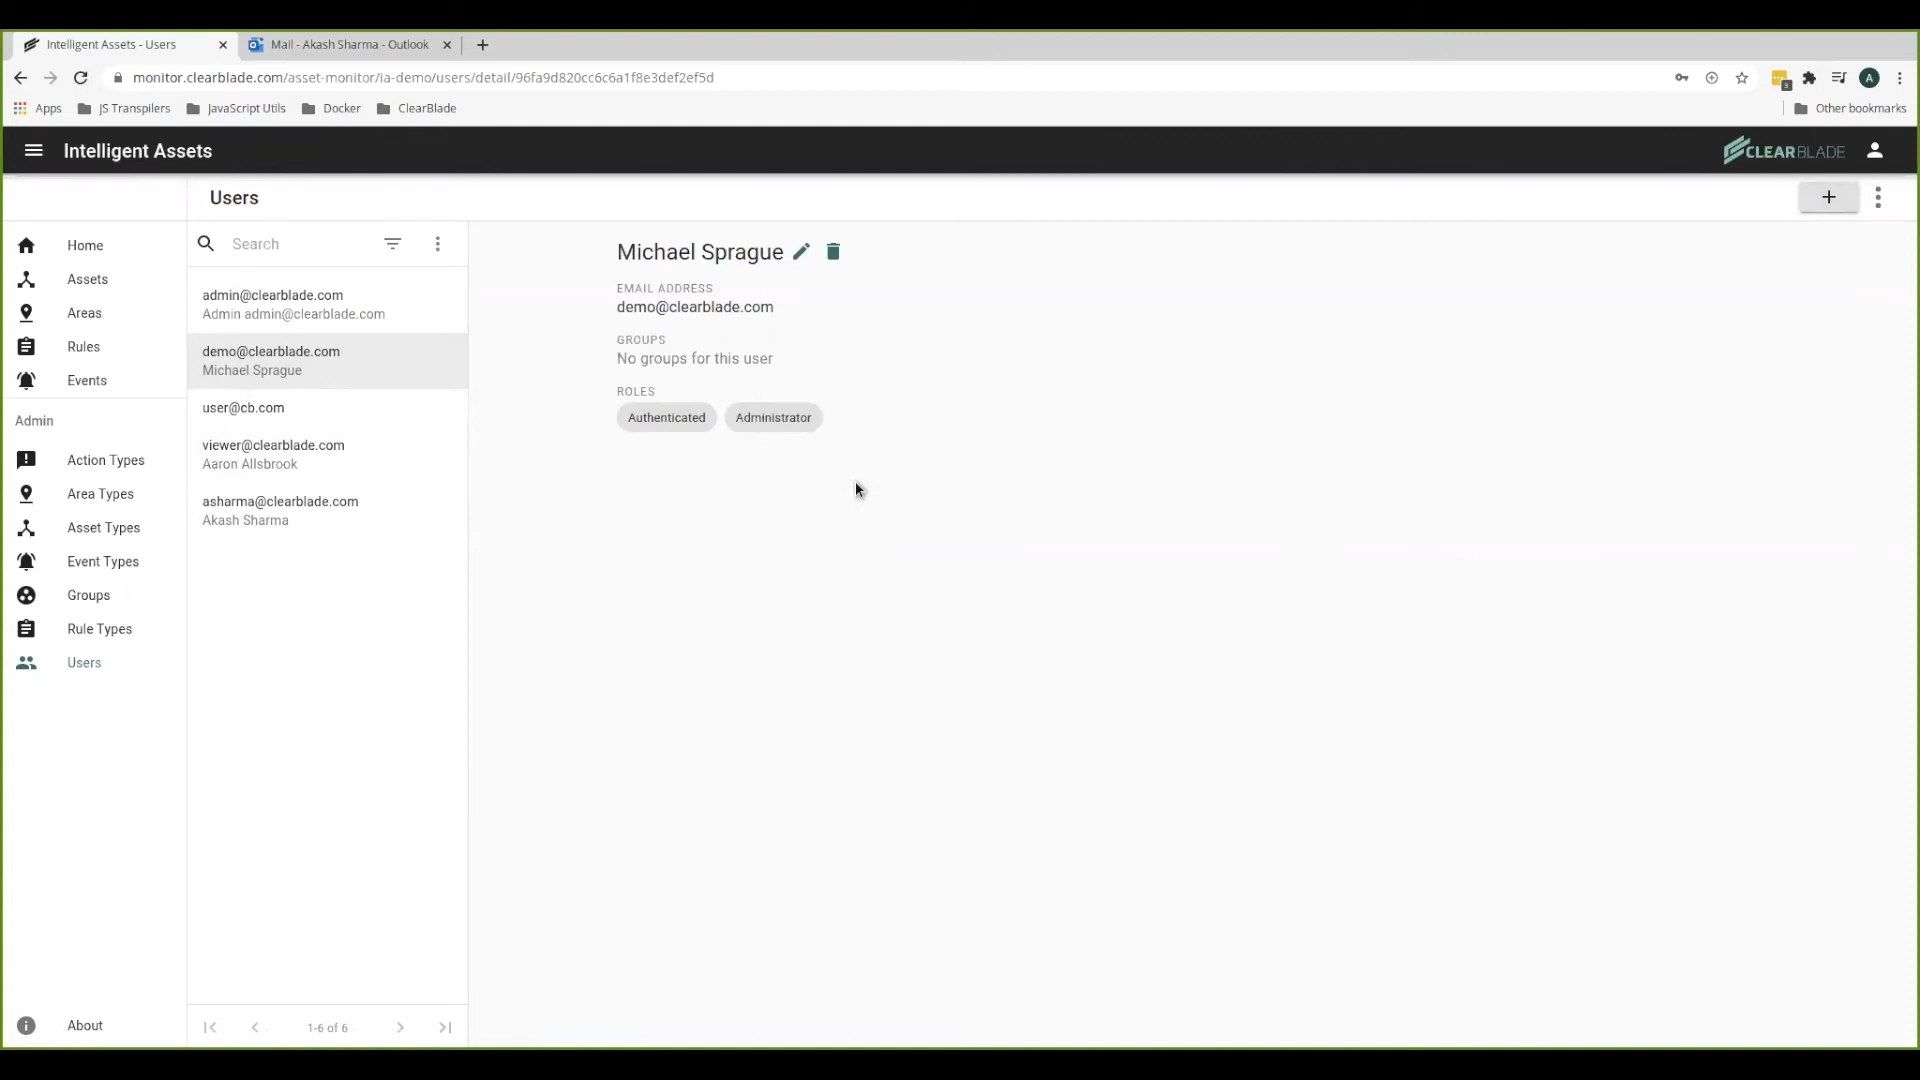 Intelligent Assets - Users
Mail - Akash Sharma - Outlook
monitor.clearblade.com/asset-monitor/ia-demo/users/detail/96fa9d820cc6c6a1f8e3def2ef5d
3
A
Apps
JS Transpilers
JavaScript Utils
Docker
ClearBlade
Other bookmarks
Intelligent Assets
CLEARBLADE
Users
Home
Assets
Areas
Rules
Events
Admin
Action Types
Area Types
Asset Types
Event Types
Groups
Rule Types
Users
About
Search
admin@clearblade.com
Admin admin@clearblade.com
demo@clearblade.com
Michael Sprague
user@cb.com
viewer@clearblade.com
Aaron Allsbrook
asharma@clearblade.com
Akash Sharma
1-6 of 6
Michael Sprague
EMAIL ADDRESS
demo@clearblade.com
GROUPS
No groups for this user
ROLES
Authenticated
Administrator